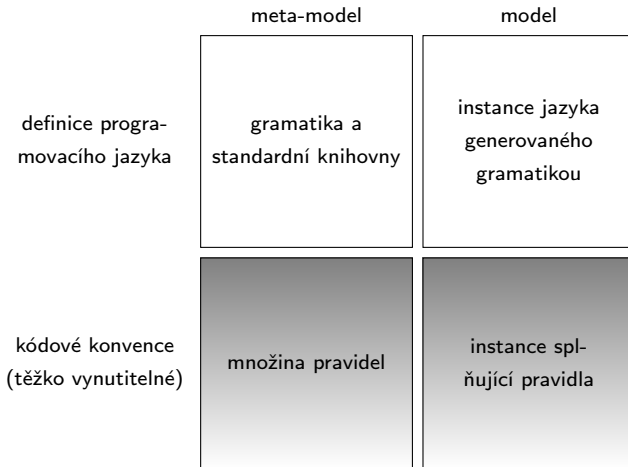 meta-model
model
definice progra-
movacího jazyka
gramatika a
standardní knihovny
instance jazyka
generovaného
gramatikou
kódové konvence
(těžko vynutitelné)
množina pravidel
instance spl-
ňující pravidla